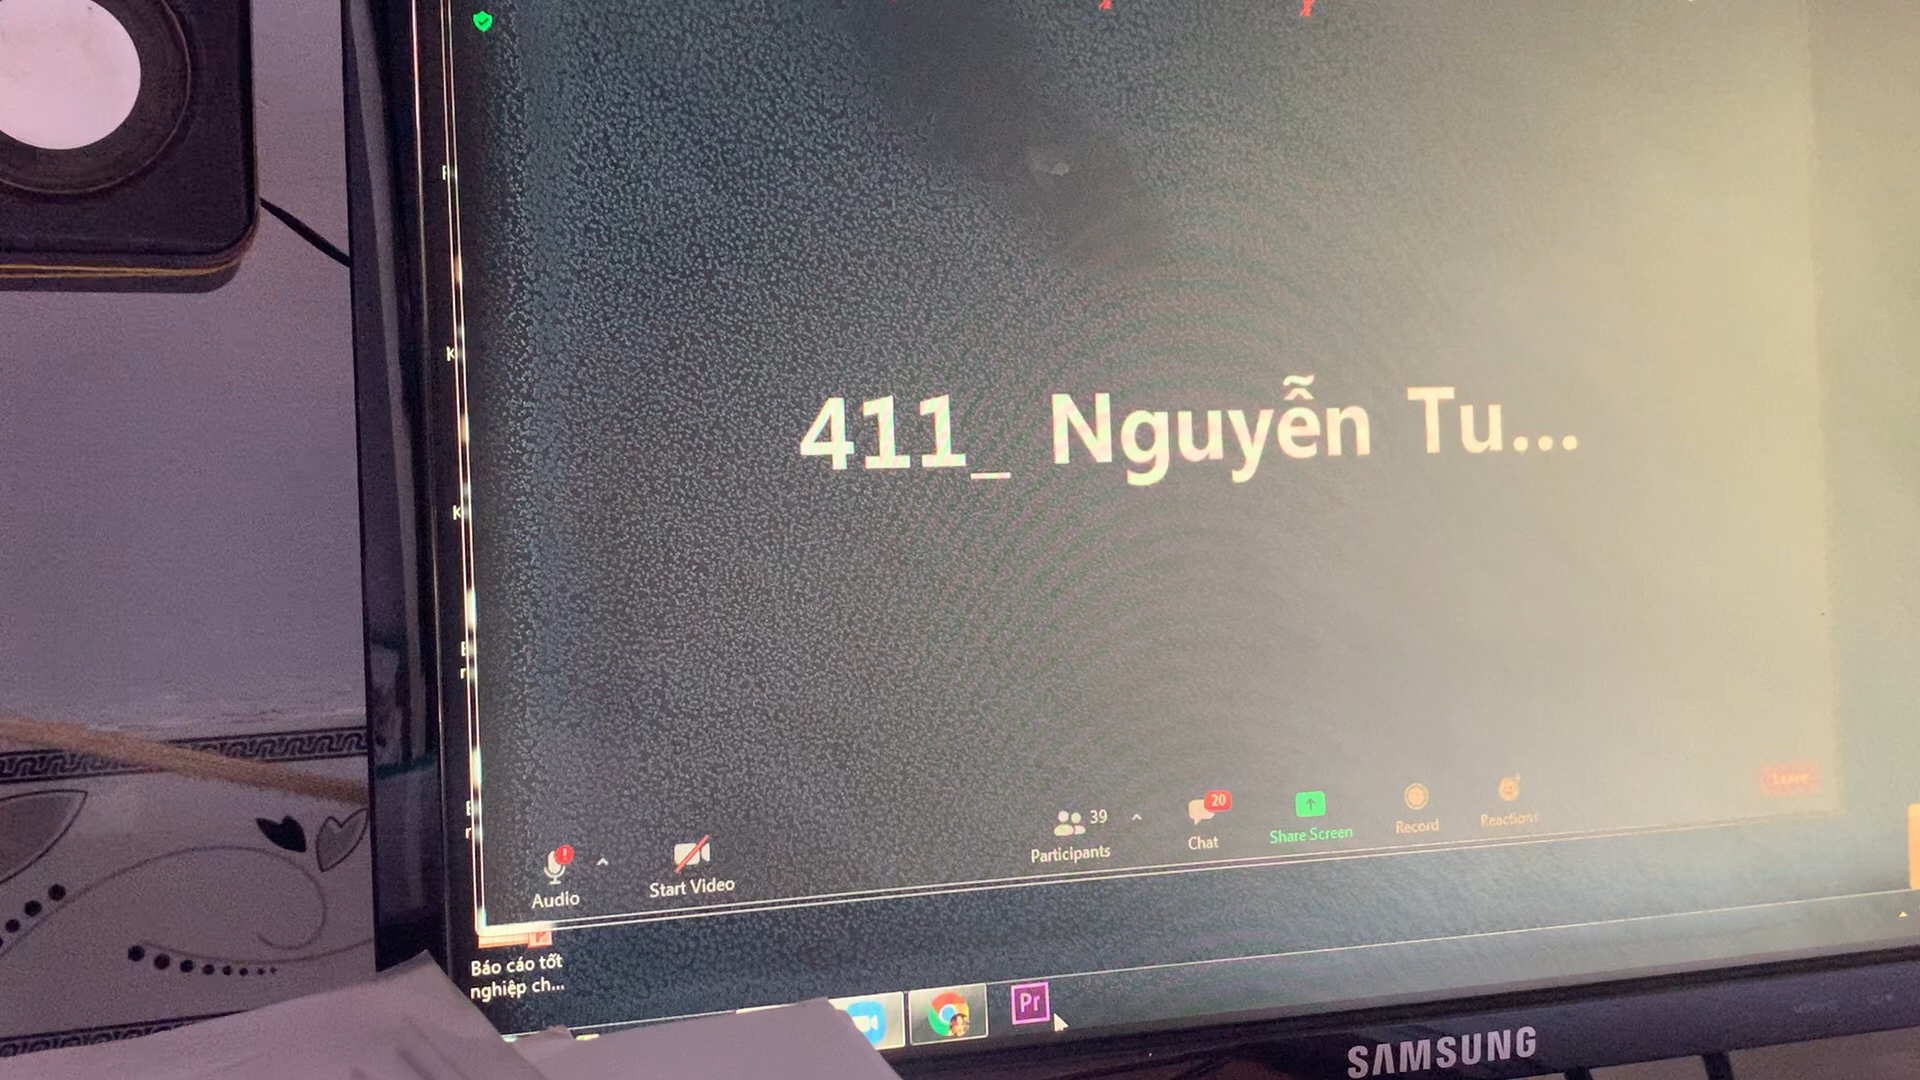 411_ Nguyễn Tu...
39
Participants
20
Chat
Share Screen
Record
Reactions
Leave
Audio
Start Video
Báo cáo tốt
nghiệp ch...
Pr
SAMSUNG